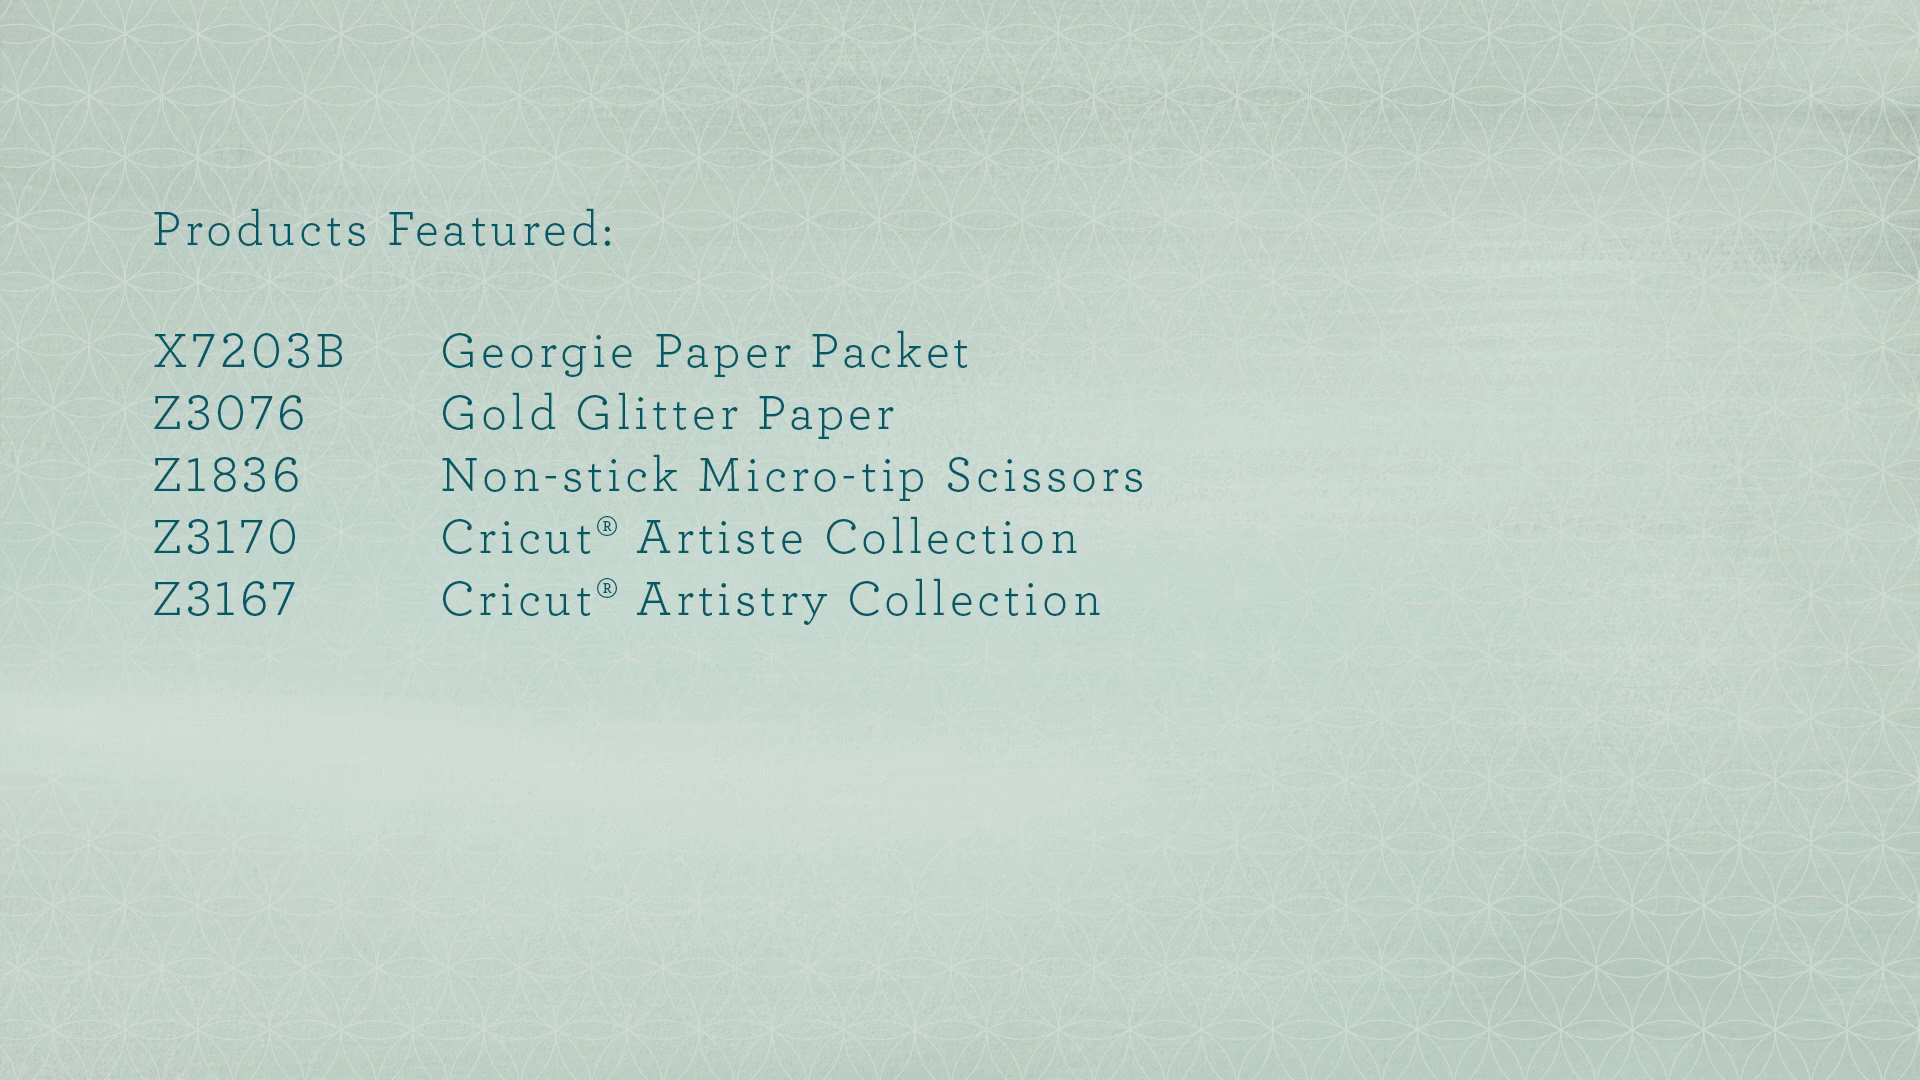 Products Featured:
X7203B Georgie Paper Packet
Z3076 Gold Glitter Paper
Z1836 Non-stick Micro-tip Scissors
Z3170 Cricut® Artiste Collection
Z3167 Cricut® Artistry Collection